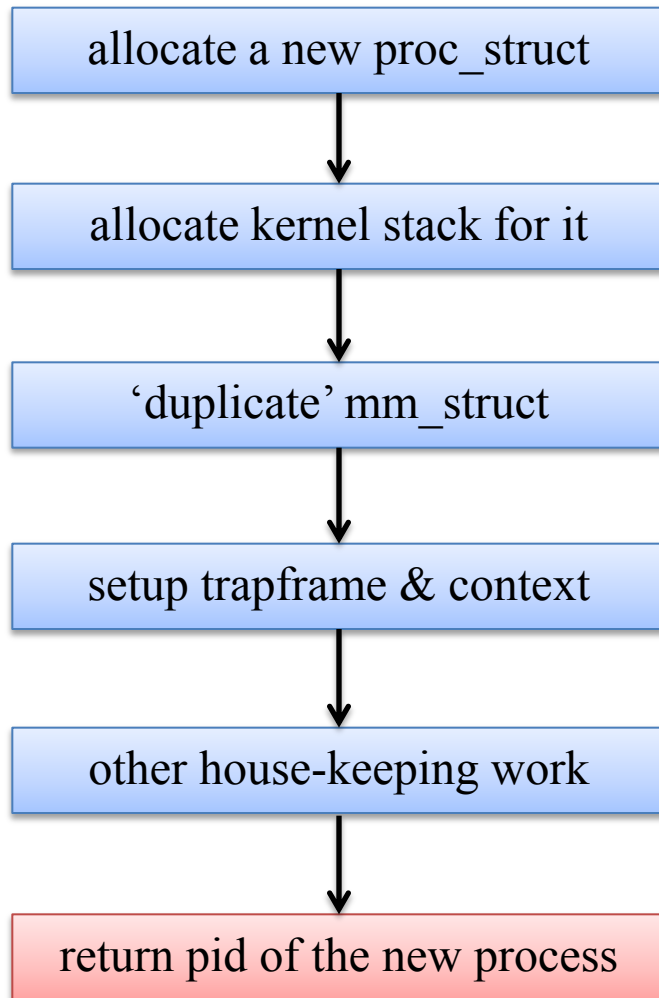 allocate a new proc_struct
allocate kernel stack for it
‘duplicate’ mm_struct
setup trapframe & context
other house-keeping work
return pid of the new process